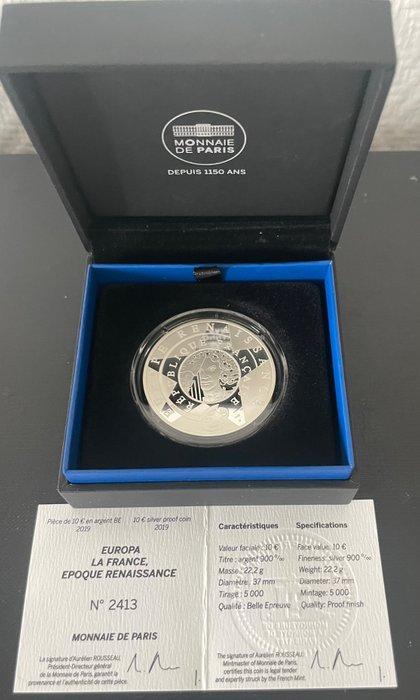 MONNAIE
DE PARIS
DEPUIS 1150 ANS
RENAISSANCE
RÉPUBLIQUE FRANÇA
Pièce de 10 € en argent BE
2019
10 € silver proof coin
2019
EUROPA
LA FRANCE,
EPOQUE RENAISSANCE
N° 2413
MONNAIE DE PARIS
La signature d'Aurélien ROUSSEAU,
Président-Directeur général
de la Monnaie de Paris, garantit la
provenance et l'authenticité de cette pièce.
Caractéristiques
Valeur faciale : 10 €
Titre : argent 900 ‰
Masse : 22,2 g
Diamètre : 37 mm
Tirage : 5 000
Qualité : Belle Epreuve
Specifications
Face value: 10 €
Fineness: silver 900 ‰
Weight: 22.2 g
Diameter: 37 mm
Mintage: 5,000
Quality: Proof finish
The signature of Aurélien ROUSSEAU,
Mintmaster of Monnaie de Paris,
certifies this coin is legal tender
and expertly struck by the French Mint.